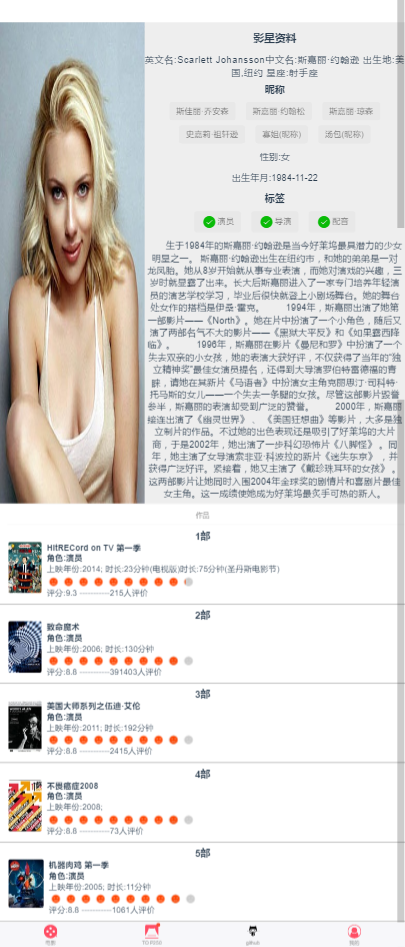 影星资料
英文名:Scarlett Johansson中文名:斯嘉丽·约翰逊 出生地:美
国,纽约 星座:射手座
昵称
斯佳丽·乔安森
斯嘉丽·约翰松
斯嘉丽·琼森
史嘉莉·祖轩逊
寡姐(昵称)
汤包(昵称)
性别:女
出生年月:1984-11-22
标签
演员
导演
配音
生于1984年的斯嘉丽·约翰逊是当今好莱坞最具潜力的少女
明星之一。 斯嘉丽·约翰逊出生在纽约市，和她的弟弟是一对
龙凤胎。她从8岁开始就从事专业表演，而她对演戏的兴趣，三
岁时就显露了出来。长大后斯嘉丽进入了一家专门培养年轻演
员的演艺学校学习，毕业后很快就登上小剧场舞台。她的舞台
处女作的搭档是伊桑·霍克。 1994年，斯嘉丽出演了她第
一部影片——《North》。她在片中扮演了一个小角色，随后又
演了两部名气不大的影片——《黑狱大平反》和《如果露西降
临》。 1996年，斯嘉丽在影片《曼尼和罗》中扮演了一个
失去双亲的小女孩，她的表演大获好评，不仅获得了当年的"独
立精神奖"最佳女演员提名，还得到大导演罗伯特雷德福的青
睐，请她在其新片《马语者》中扮演女主角克丽思汀·司科特·
托马斯的女儿——一个失去一条腿的女孩。尽管这部影片毁誉
参半，斯嘉丽的表演却受到广泛的赞誉。 2000年，斯嘉丽
继连出演了《幽灵世界》、《美国狂想曲》等影片，大多是独
立制片的作品。不过她的出色表现还是吸引了好莱坞的大片
商，于是2002年，她出演了一步科幻恐怖片《八脚怪》。同
年，她主演了女导演索非亚·科波拉的新片《迷失东京》，并
获得广泛好评。紧接着，她又主演了《戴珍珠耳环的女孩》。
这两部影片让她同时入围2004年金球奖的剧情片和喜剧片最佳
女主角。这一成绩使她成为好莱坞最炙手可热的新人。
作品
1部
HitRECord on TV 第一季
角色:演员
上映年份:2014; 时长:23分钟(电视版)时长:75分钟(圣丹斯电影节)
评分:9.3 ----------215人评价
2部
致命魔术
角色:演员
上映年份:2006; 时长:130分钟
评分:8.8 ----------391403人评价
3部
美国大师系列之伍迪·艾伦
角色:演员
上映年份:2011; 时长:192分钟
评分:8.8 ----------2415人评价
4部
不畏癌症2008
角色:演员
上映年份:2008;
评分:8.8 ----------73人评价
5部
机器肉鸡 第一季
角色:演员
上映年份:2005; 时长:11分钟
评分:8.8 ----------1061人评价
github
我的